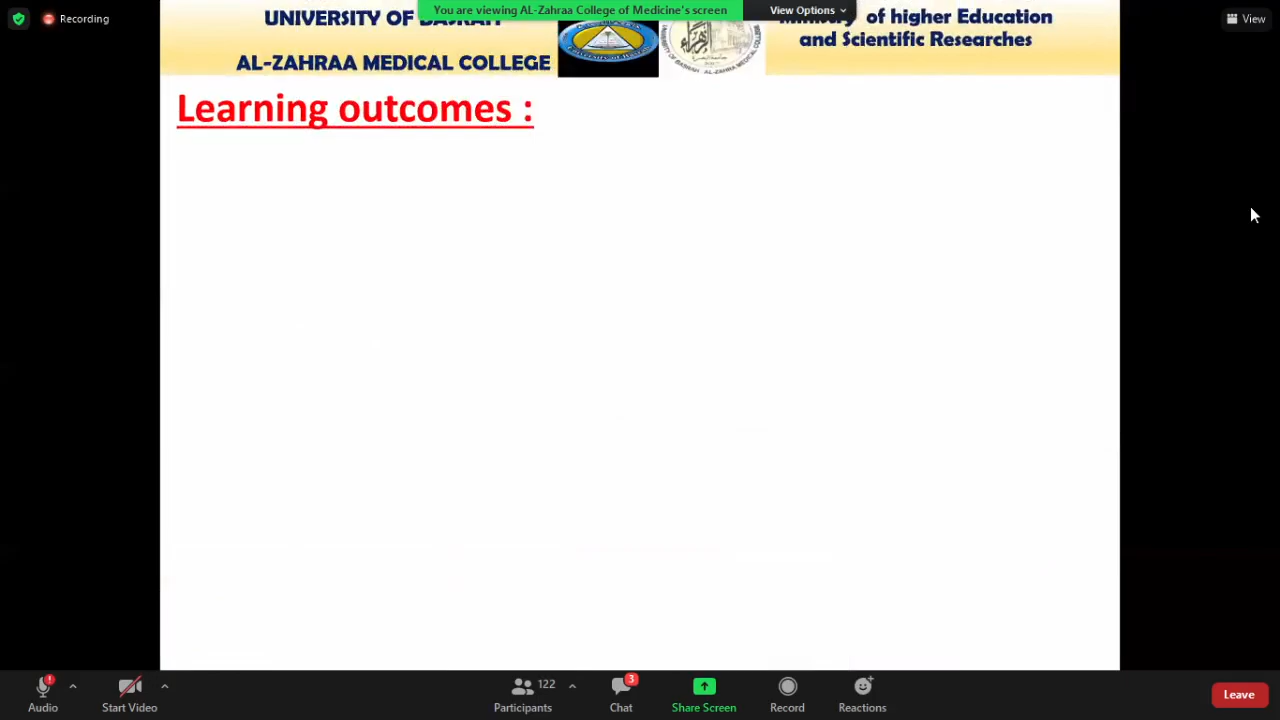 You are viewing AL-Zahraa College of Medicine's screen
View Options
View
Recording
UNIVERSITY OF BASRAH
AL-ZAHRAA MEDICAL COLLEGE
Ministry of higher Education
and Scientific Researches
Learning outcomes :
Audio
Start Video
122
Participants
3
Chat
Share Screen
Record
Reactions
Leave